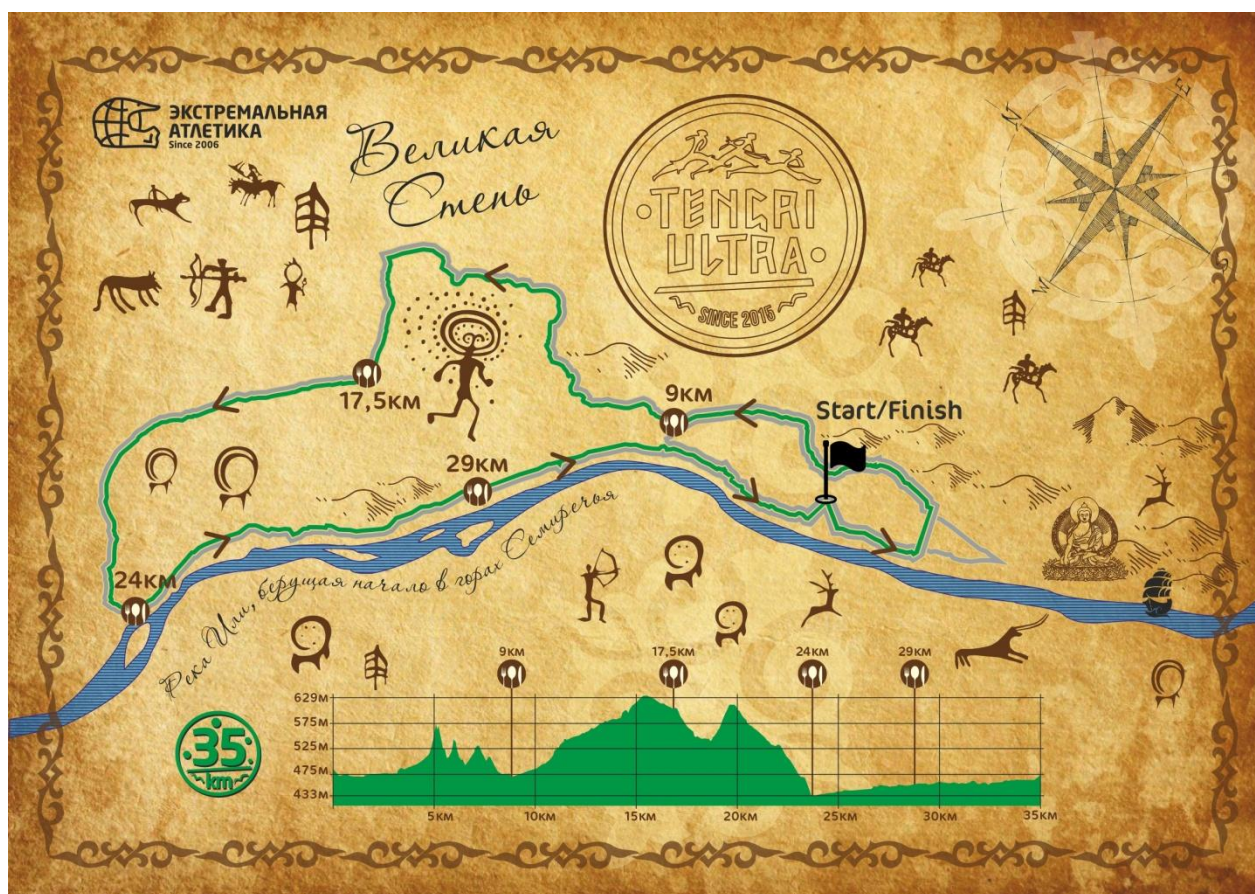 ЭКСТРЕМАЛЬНАЯ
АТЛЕТИКА
Since 2006
Великая
Степь
TENGRI
ULTRA
SINCE 2015
N
E
W
S
9км
Start/Finish
17,5км
29км
24км
Река Или, берущая начало в горах Семиречья
35
km
9км
17,5км
24км
29км
629м
575м
525м
475м
433м
5км
10км
15км
20км
25км
30км
35км